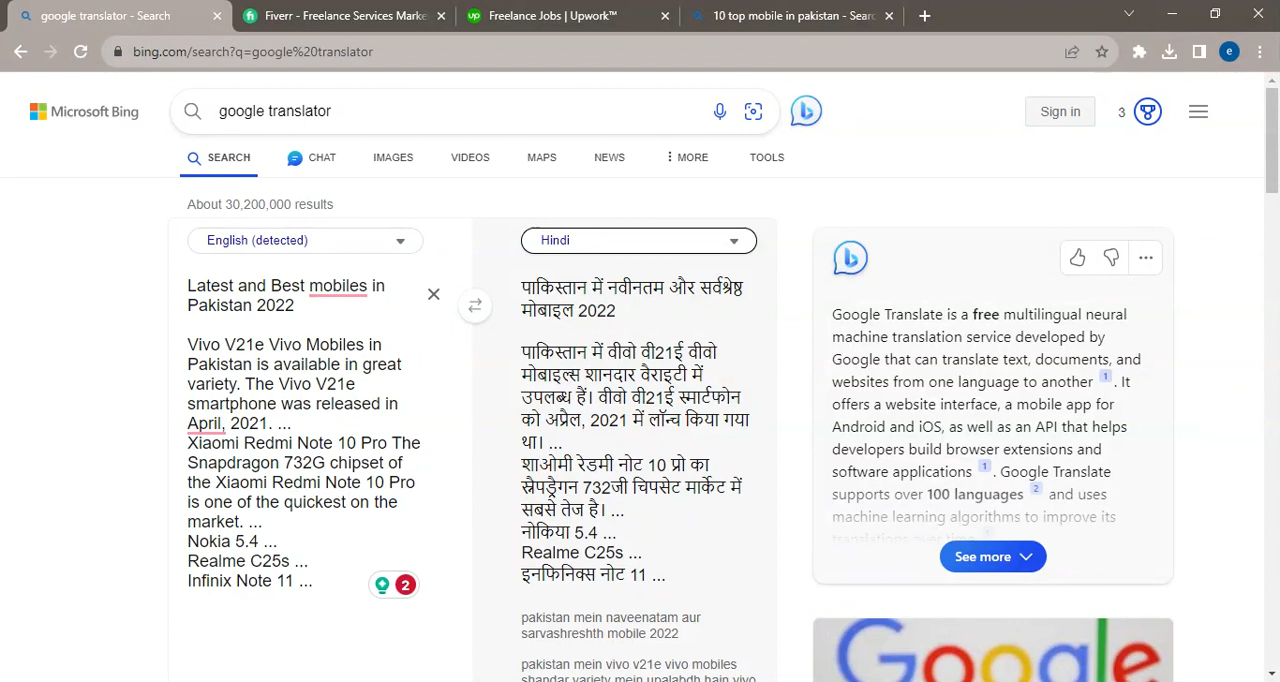 google translator - Search
Fiverr - Freelance Services Marke
Freelance Jobs | Upwork™
10 top mobile in pakistan - Searc
bing.com/search?q=google%20translator
e
Microsoft Bing
google translator
Sign in
3
SEARCH
CHAT
IMAGES
VIDEOS
MAPS
NEWS
MORE
TOOLS
About 30,200,000 results
English (detected)
Latest and Best mobiles in
Pakistan 2022
Vivo V21e Vivo Mobiles in
Pakistan is available in great
variety. The Vivo V21e
smartphone was released in
April, 2021. ...
Xiaomi Redmi Note 10 Pro The
Snapdragon 732G chipset of
the Xiaomi Redmi Note 10 Pro
is one of the quickest on the
market. ...
Nokia 5.4 ...
Realme C25s ...
Infinix Note 11 ...
2
Hindi
पाकिस्तान में नवीनतम और सर्वश्रेष्ठ
मोबाइल 2022
पाकिस्तान में वीवो वी21ई वीवो
मोबाइल्स शानदार वैराइटी में
उपलब्ध हैं। वीवो वी21ई स्मार्टफोन
को अप्रैल, 2021 में लॉन्च किया गया
था। ...
शाओमी रेडमी नोट 10 प्रो का
स्नैपड्रैगन 732जी चिपसेट मार्केट में
सबसे तेज है। ...
नोकिया 5.4 ...
Realme C25s ...
इनफिनिक्स नोट 11 ...
pakistan mein naveenatam aur
sarvashreshth mobile 2022
pakistan mein vivo v21e vivo mobiles
shandar variety mein upalabdh hain vivo
Google Translate is a free multilingual neural
machine translation service developed by
Google that can translate text, documents, and
websites from one language to another 1 . It
offers a website interface, a mobile app for
Android and iOS, as well as an API that helps
developers build browser extensions and
software applications 1 . Google Translate
supports over 100 languages 2 and uses
machine learning algorithms to improve its
translations over time 1
See more
Google